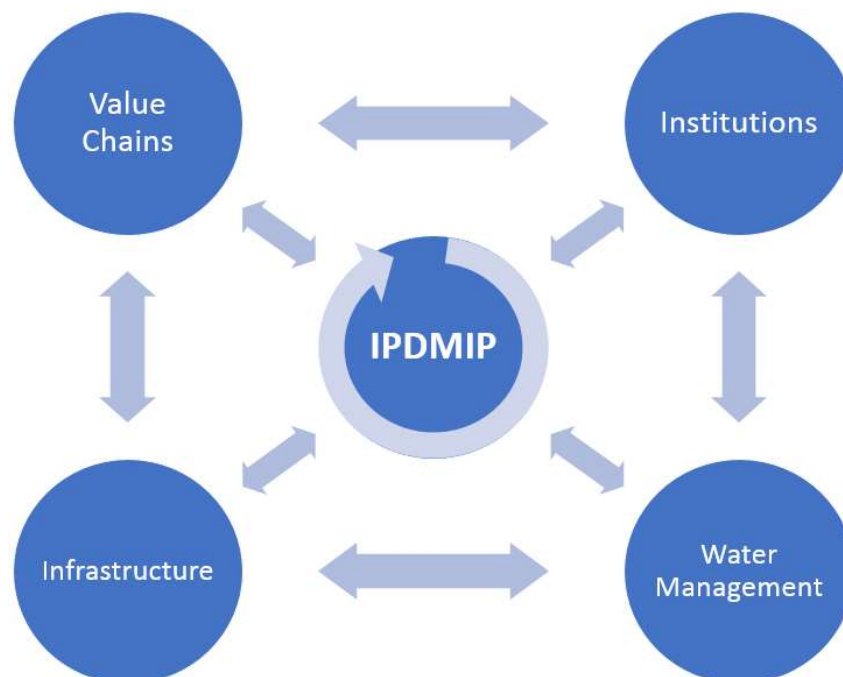 Value
Chains
Institutions
IPDMIP
Infrastructure
Water
Management